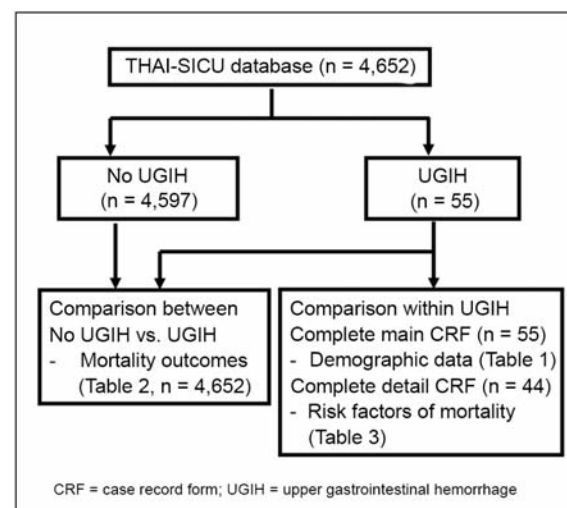 THAI-SICU database (n = 4,652)
No UGIH
(n = 4,597)
UGIH
(n = 55)
Comparison between
No UGIH vs. UGIH
- Mortality outcomes
(Table 2, n = 4,652)
Comparison within UGIH
Complete main CRF (n = 55)
- Demographic data (Table 1)
Complete detail CRF (n = 44)
- Risk factors of mortality
(Table 3)
CRF = case record form; UGIH = upper gastrointestinal hemorrhage